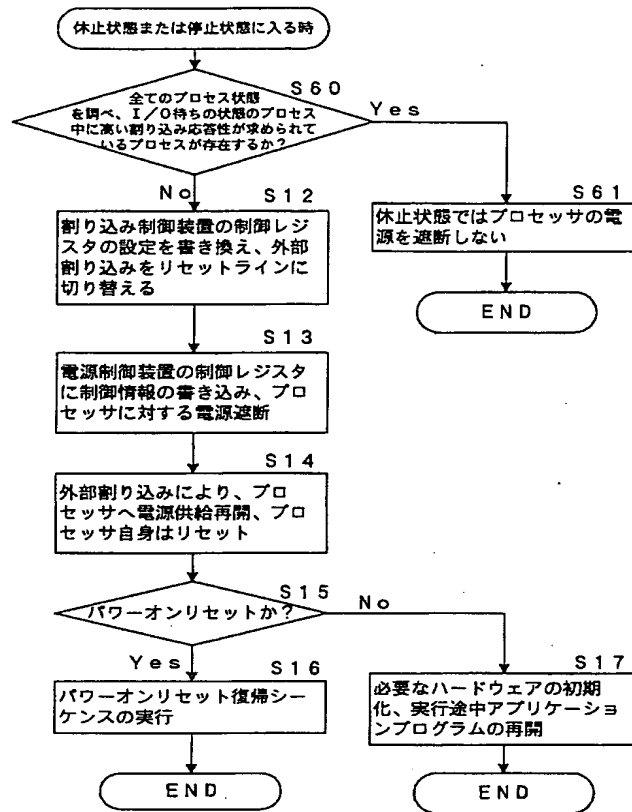 休止状態または停止状態に入る時
S60
全てのプロセス状態
を調べ、I/O待ちの状態のプロセス
中に高い割り込み応答性が求められて
いるプロセスが存在するか?
Yes
No
S61
休止状態ではプロセッサの電
源を遮断しない
END
S12
割り込み制御装置の制御レジ
スタの設定を書き換え、外部
割り込みをリセットラインに
切り替える
S13
電源制御装置の制御レジスタ
に制御情報の書き込み、プロ
セッサに対する電源遮断
S14
外部割り込みにより、プロ
セッサへ電源供給再開、プロ
セッサ自身はリセット
S15
パワーオンリセットか?
No
Yes
S16
パワーオンリセット復帰シー
ケンスの実行
END
S17
必要なハードウェアの初期
化、実行途中アプリケーション
プログラムの再開
END